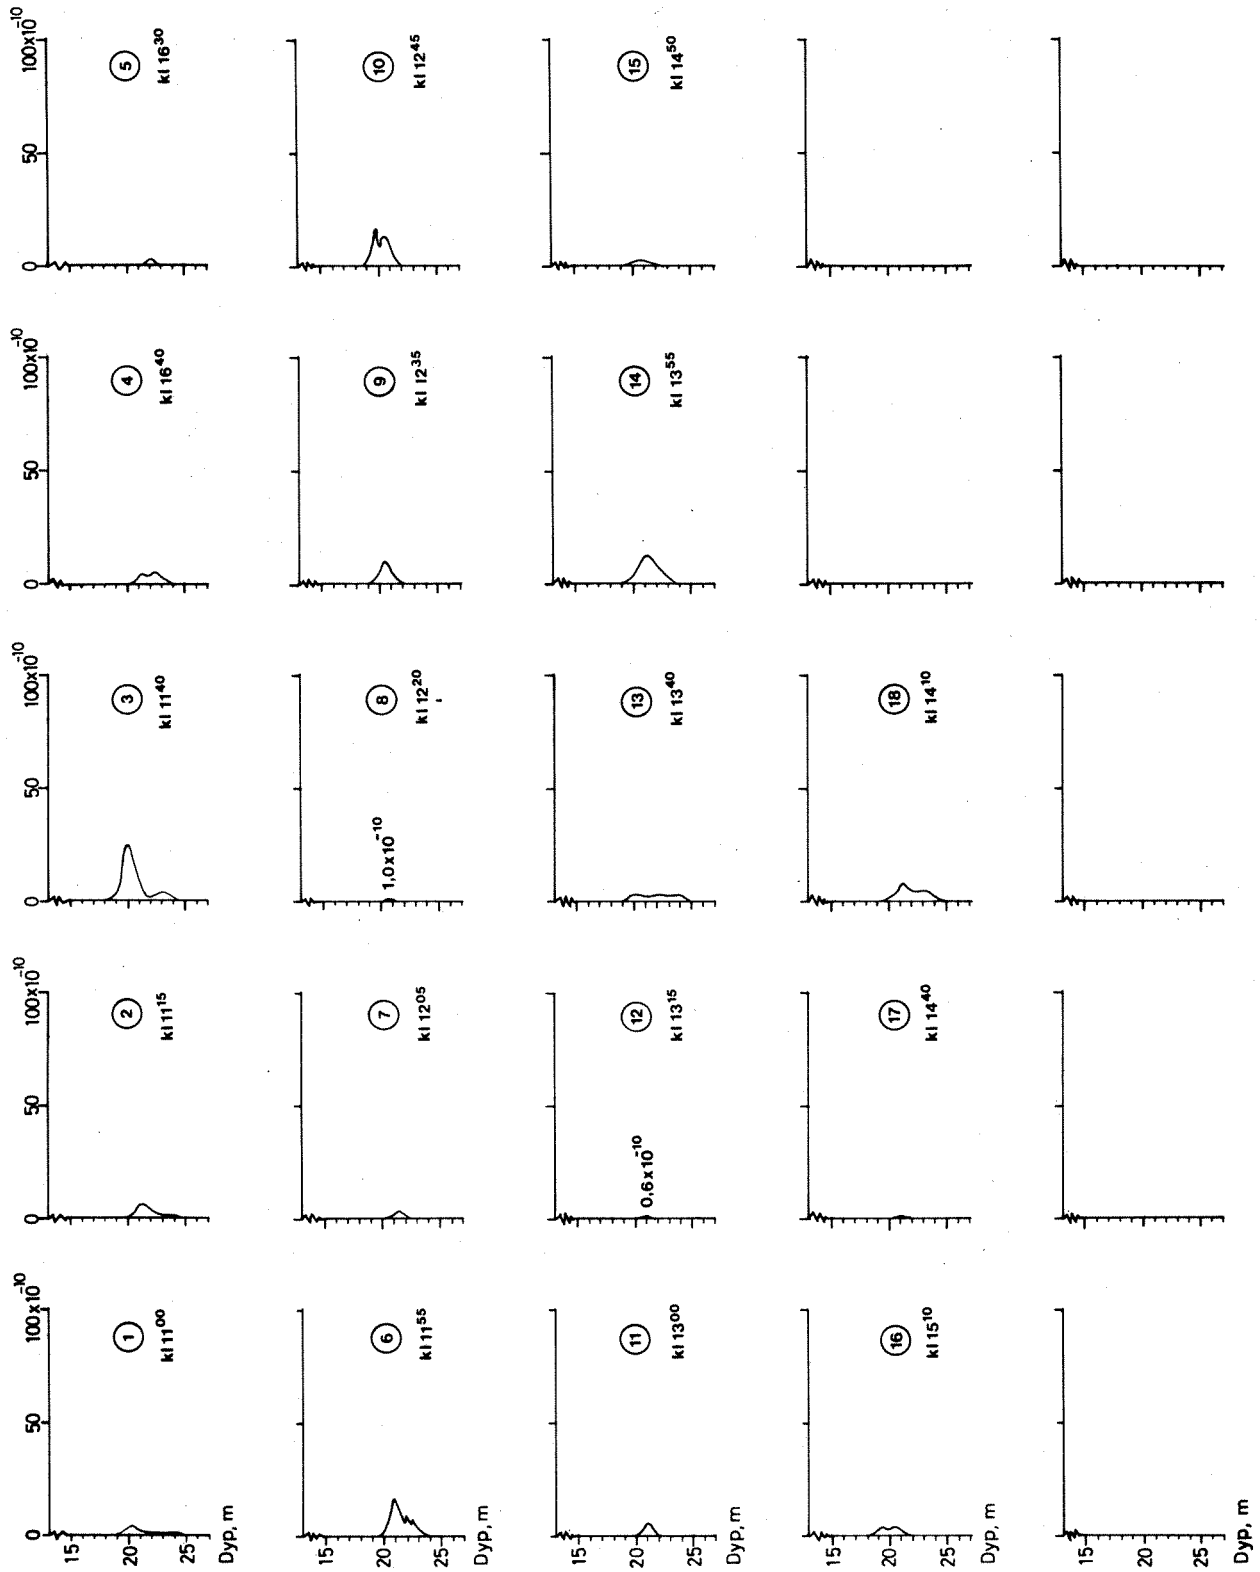 0 50 100x10⁻¹⁰
0 50 100x10⁻¹⁰
0 50 100x10⁻¹⁰
0 50 100x10⁻¹⁰
0 50 100x10⁻¹⁰
15
20
25
Dyp, m
1
kl 11⁰⁰
2
kl 11¹⁵
3
kl 11⁴⁰
4
kl 16⁴⁰
5
kl 16³⁰
15
20
25
Dyp, m
6
kl 11⁵⁵
7
kl 12⁰⁵
1,0x10⁻¹⁰
8
kl 12²⁰
9
kl 12³⁵
10
kl 12⁴⁵
15
20
25
Dyp, m
11
kl 13⁰⁰
0,6x10⁻¹⁰
12
kl 13¹⁵
13
kl 13⁴⁰
14
kl 13⁵⁵
15
kl 14⁵⁰
15
20
25
Dyp, m
16
kl 15¹⁰
17
kl 14⁴⁰
18
kl 14¹⁰
15
20
25
Dyp, m